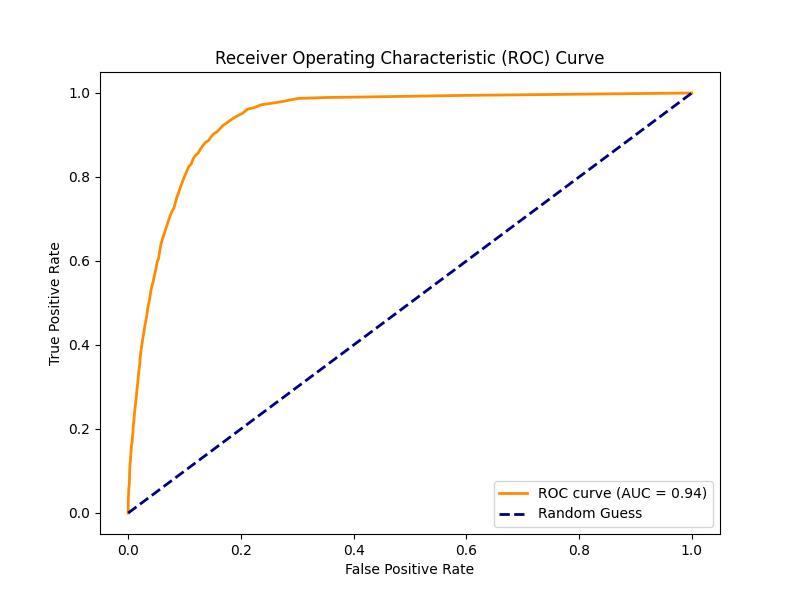 Receiver Operating Characteristic (ROC) Curve
1.0
0.8
0.6
0.4
0.2
0.0
True Positive Rate
ROC curve (AUC = 0.94)
Random Guess
0.0 0.2 0.4 0.6 0.8 1.0
False Positive Rate